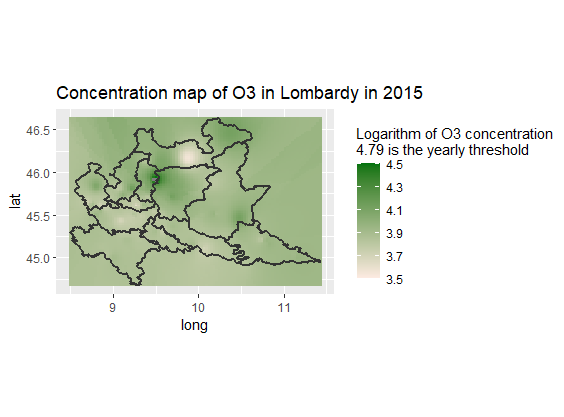 Concentration map of O3 in Lombardy in 2015
Logarithm of O3 concentration
4.79 is the yearly threshold
4.5
4.3
4.1
3.9
3.7
3.5
46.5
46.0
45.5
45.0
lat
9
10
11
long